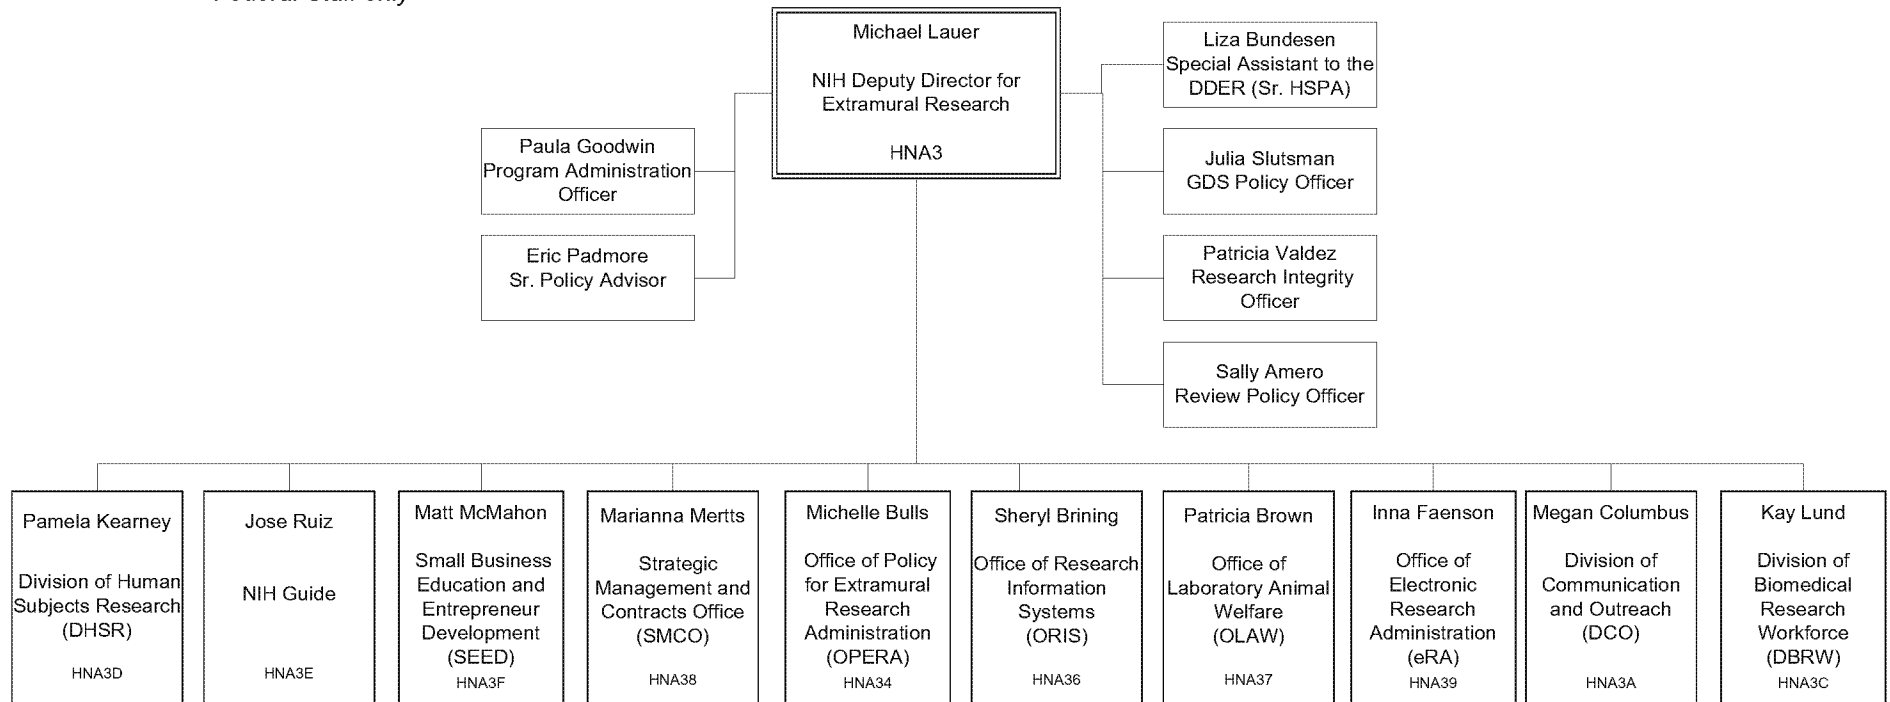 Federal Staff only
Michael Lauer
NIH Deputy Director for
Extramural Research
HNA3
Liza Bundesen
Special Assistant to the
DDER (Sr. HSPA)
Paula Goodwin
Program Administration
Officer
Julia Slutsman
GDS Policy Officer
Eric Padmore
Sr. Policy Advisor
Patricia Valdez
Research Integrity
Officer
Sally Amero
Review Policy Officer
Pamela Kearney
Division of Human
Subjects Research
(DHSR)
HNA3D
Jose Ruiz
NIH Guide
HNA3E
Matt McMahon
Small Business
Education and
Entrepreneur
Development
(SEED)
HNA3F
Marianna Mertts
Strategic
Management and
Contracts Office
(SMCO)
HNA38
Michelle Bulls
Office of Policy
for Extramural
Research
Administration
(OPERA)
HNA34
Sheryl Brining
Office of Research
Information
Systems
(ORIS)
HNA36
Patricia Brown
Office of
Laboratory Animal
Welfare
(OLAW)
HNA37
Inna Faenson
Office of
Electronic
Research
Administration
(eRA)
HNA39
Megan Columbus
Division of
Communication
and Outreach
(DCO)
HNA3A
Kay Lund
Division of
Biomedical
Research
Workforce
(DBRW)
HNA3C